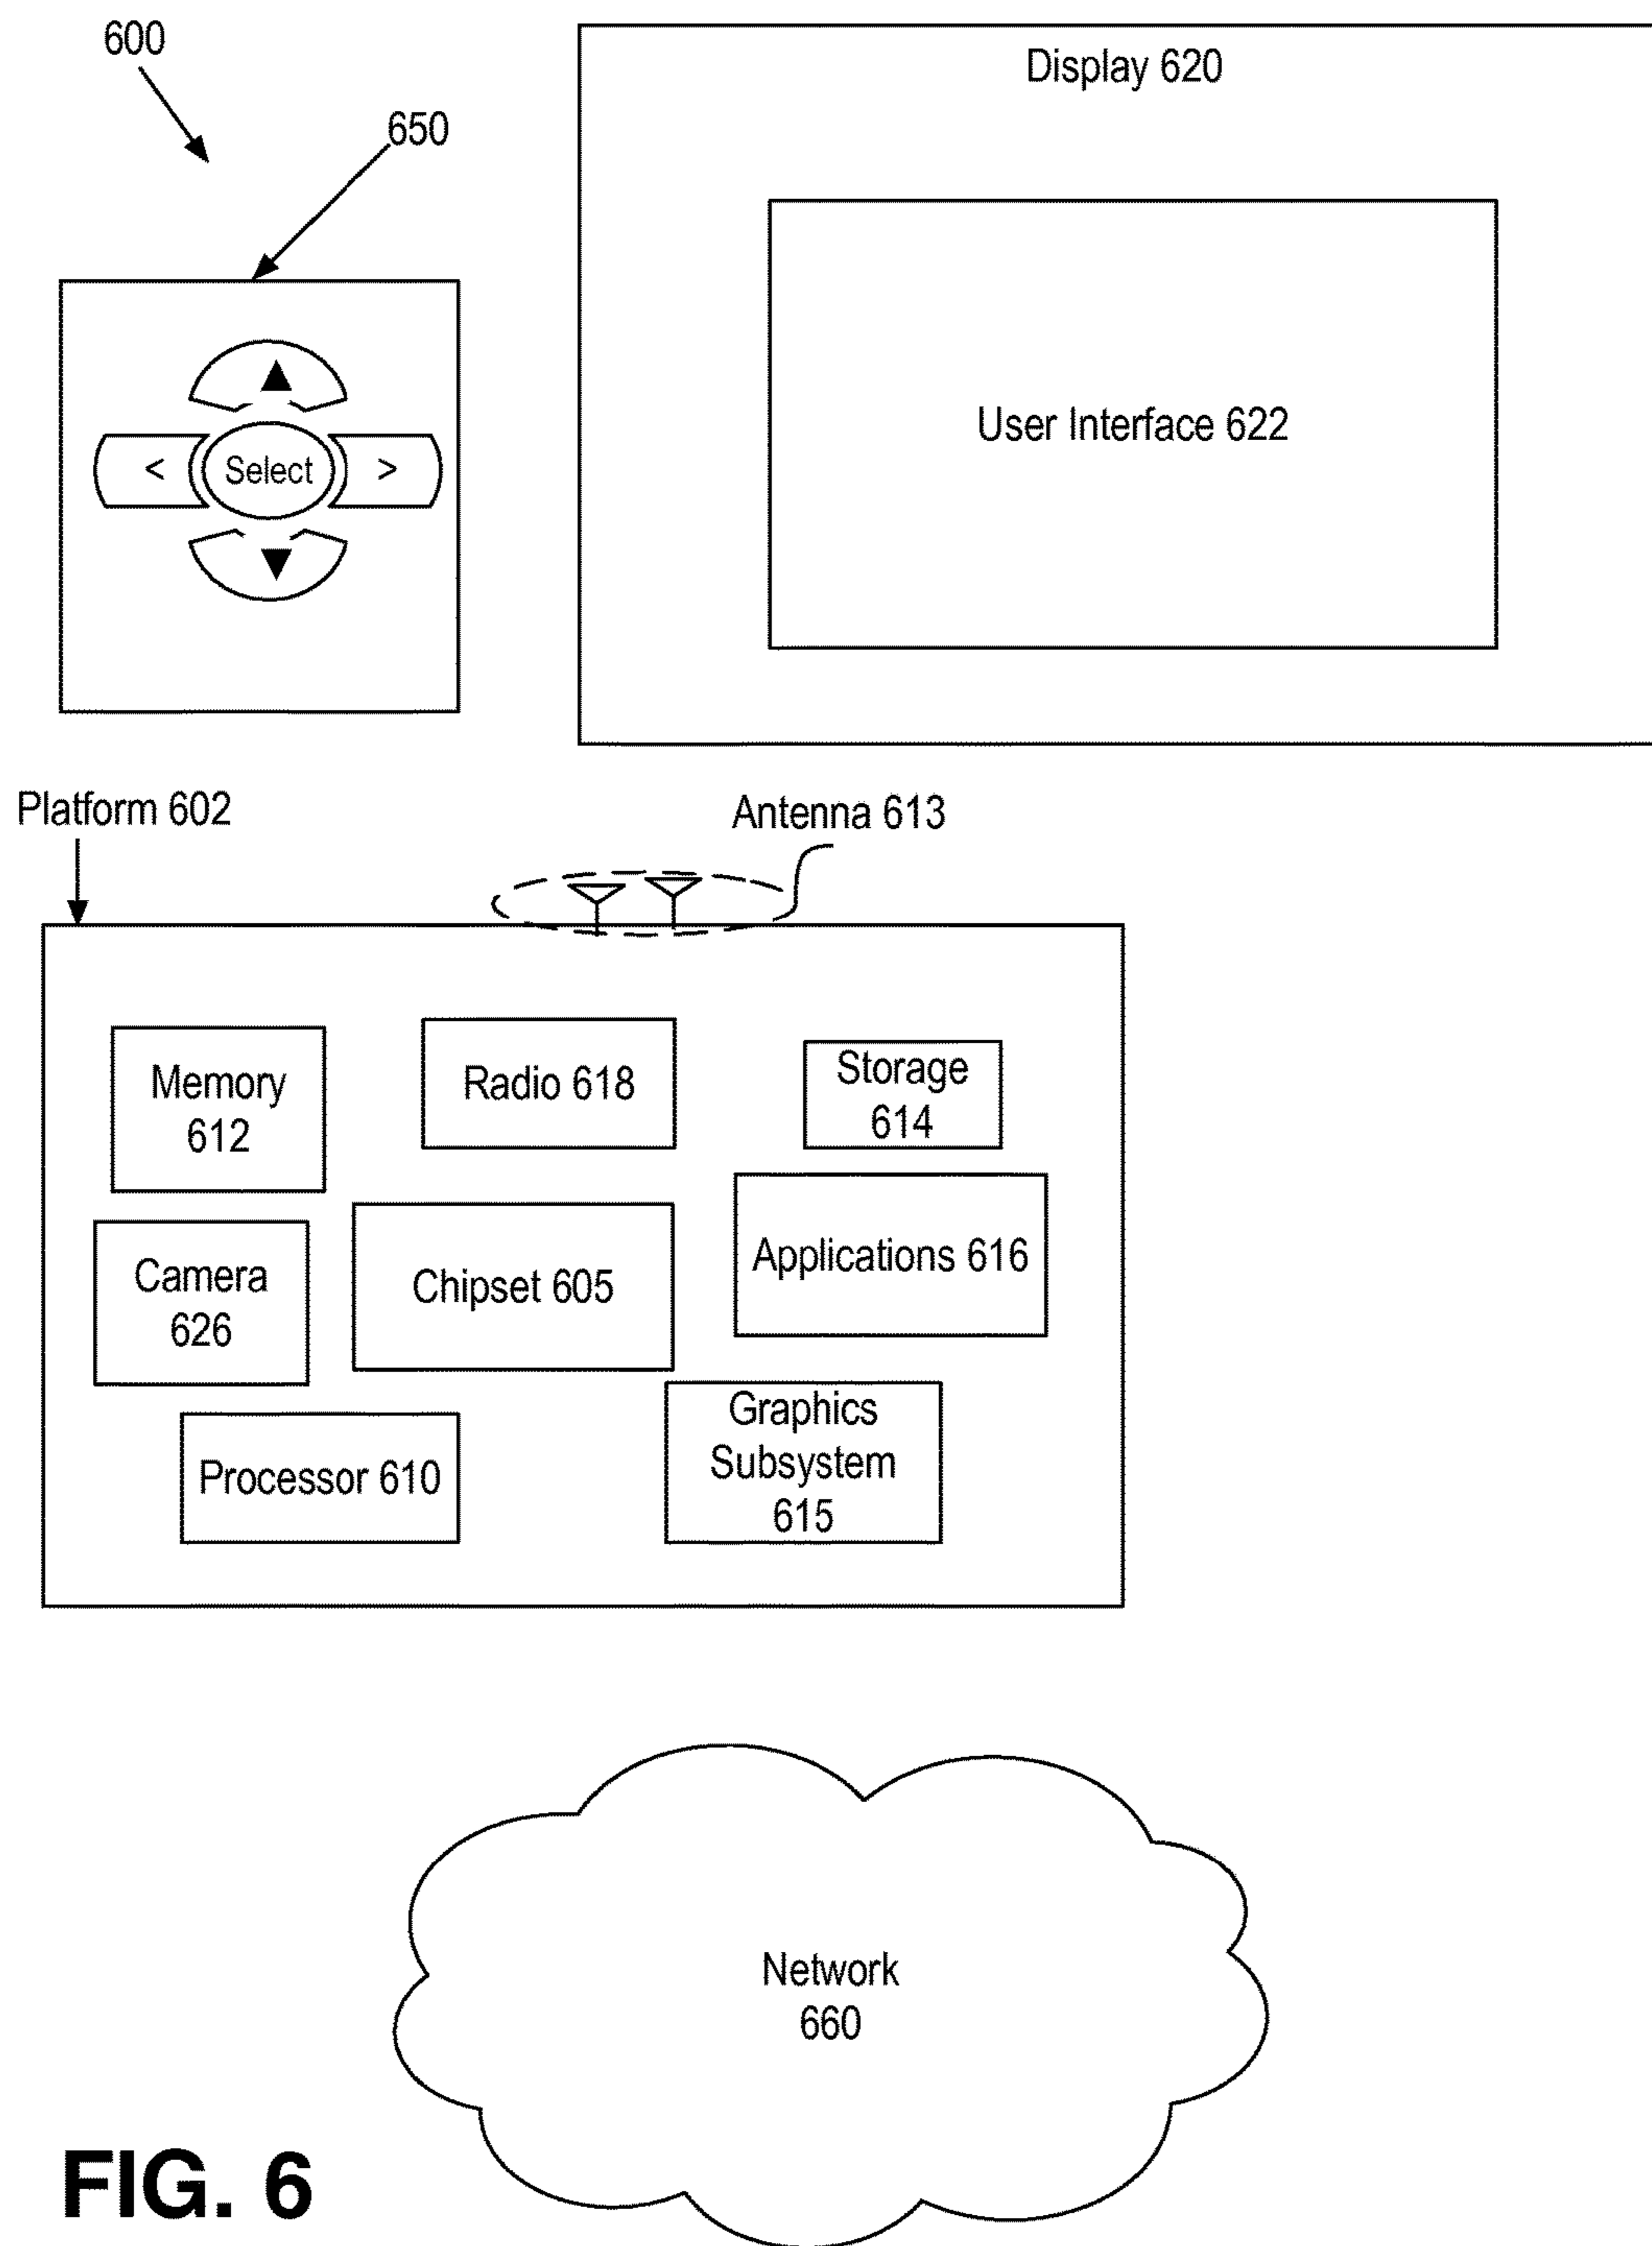 600
Display 620
650
User Interface 622
▲
< Select >
▼
Platform 602
Antenna 613
Memory
612
Radio 618
Storage
614
Camera
626
Chipset 605
Applications 616
Processor 610
Graphics
Subsystem
615
Network
660
FIG. 6